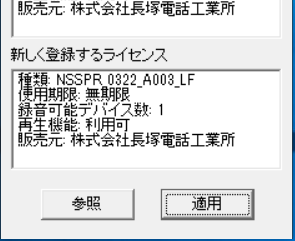 販売元: 株式会社長塚電話工業所
新しく登録するライセンス
種類: NSSPR_0322_A003_LF
使用期限: 無期限
録音可能デバイス数: 1
再生機能: 利用可
販売元: 株式会社長塚電話工業所
参照
適用